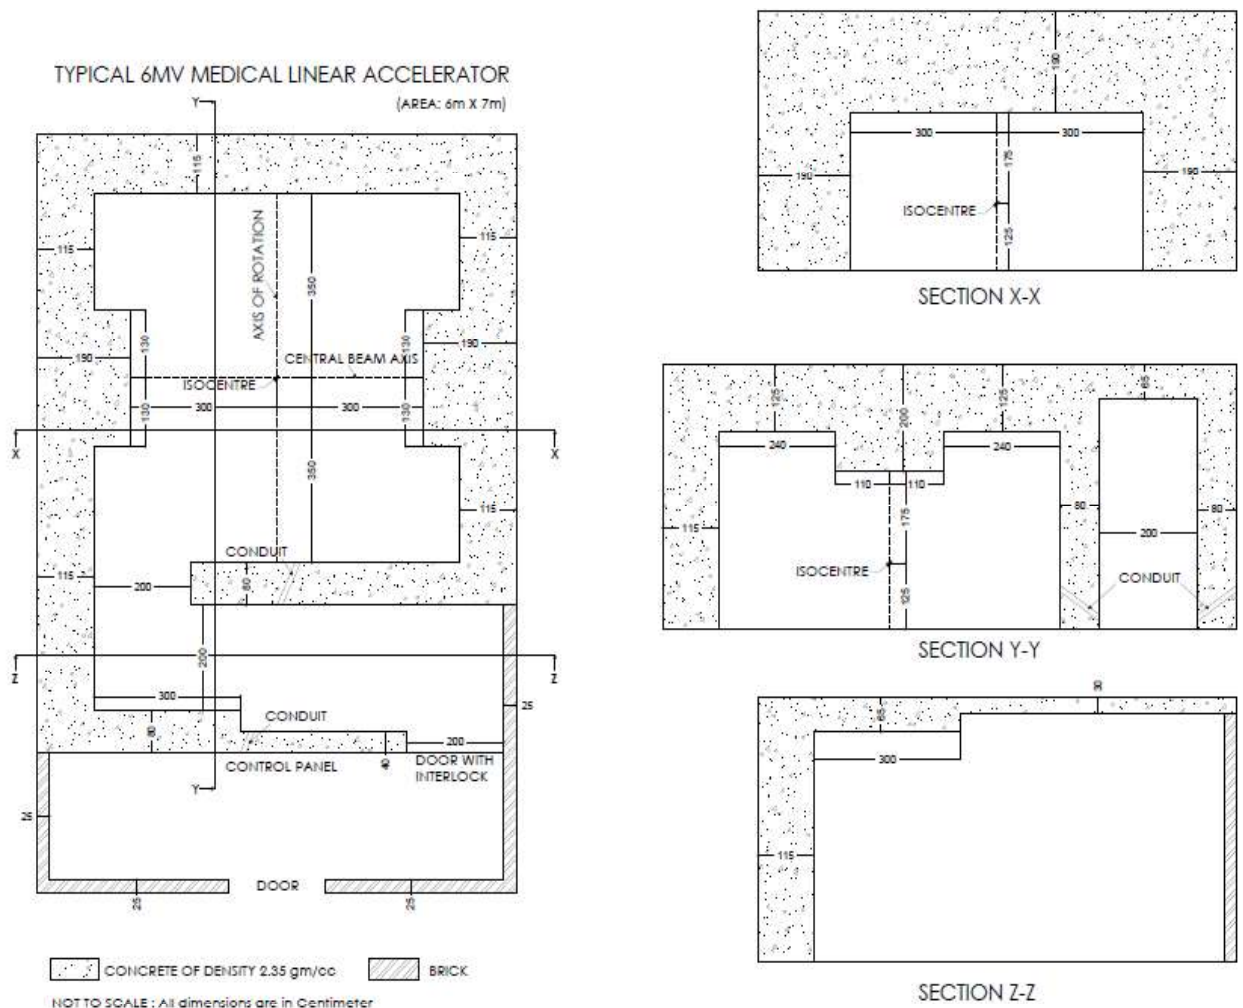 TYPICAL 6MV MEDICAL LINEAR ACCELERATOR
(AREA: 6m X 7m)
Y
115
115
115
AXIS OF ROTATION
350
130
130
190
190
CENTRAL BEAM AXIS
ISOCENTRE
300
300
130
130
X
X
350
115
CONDUIT
115
200
80
200
Z
Z
300
25
CONDUIT
80
200
40
CONTROL PANEL
DOOR WITH
INTERLOCK
Y
25
DOOR
25
25
CONCRETE OF DENSITY 2.35 gm/cc
BRICK
NOT TO SCALE : All dimensions are in Centimeter
190
300
300
175
190
190
ISOCENTRE
125
SECTION X-X
125
200
125
65
240
240
110
110
175
115
80
80
200
ISOCENTRE
125
CONDUIT
SECTION Y-Y
30
65
300
115
SECTION Z-Z